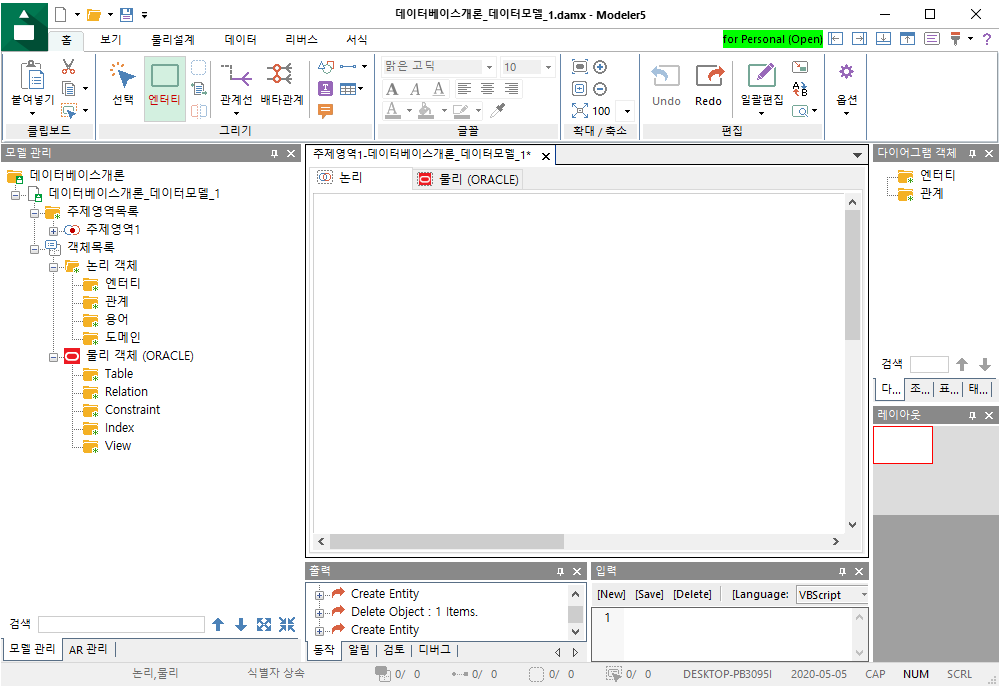 데이터베이스개론_데이터모델_1.damx - Modeler5
홈 보기 물리설계 데이터 리버스 서식
for Personal (Open)
붙여넣기
클립보드
선택 엔터티 관계선 배타관계
그리기
맑은 고딕 10
A A A
A
글꼴
100
확대 / 축소
Undo Redo 일괄편집
편집
옵션
모델 관리
데이터베이스개론
데이터베이스개론_데이터모델_1
주제영역목록
주제영역1
객체목록
논리 객체
엔터티
관계
용어
도메인
물리 객체 (ORACLE)
Table
Relation
Constraint
Index
View
검색
모델 관리 AR 관리
주제영역1-데이터베이스개론_데이터모델_1*
논리 물리 (ORACLE)
출력
Create Entity
Delete Object : 1 Items.
Create Entity
동작 알림 검토 디버그
입력
[New] [Save] [Delete] [Language: VBScript
1
다이어그램 객체
엔터티
관계
검색
다... 조... 표... 태...
레이아웃
논리,물리 식별자 상속 0/ 0 0/ 0 0/ 0 0/ 0 DESKTOP-PB3095I 2020-05-05 CAP NUM SCRL